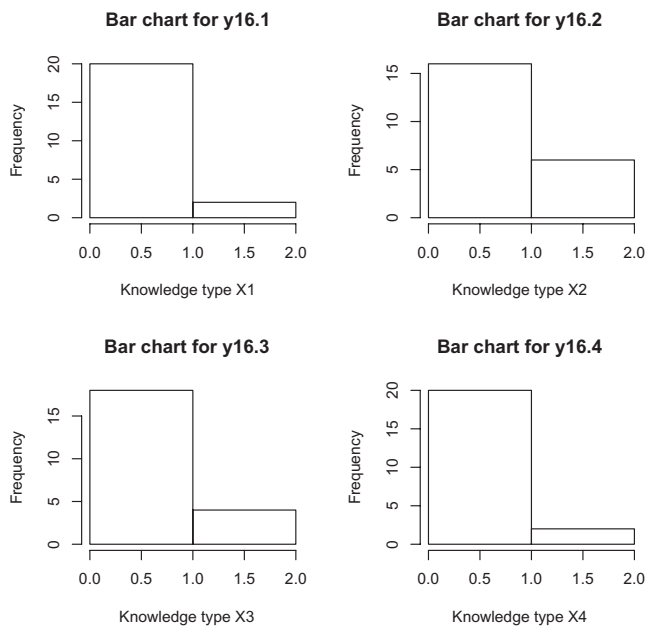 Bar chart for y16.1
Frequency
20
15
10
5
0
0.0 0.5 1.0 1.5 2.0
Knowledge type X1
Bar chart for y16.2
Frequency
15
10
5
0
0.0 0.5 1.0 1.5 2.0
Knowledge type X2
Bar chart for y16.3
Frequency
15
10
5
0
0.0 0.5 1.0 1.5 2.0
Knowledge type X3
Bar chart for y16.4
Frequency
20
15
10
5
0
0.0 0.5 1.0 1.5 2.0
Knowledge type X4